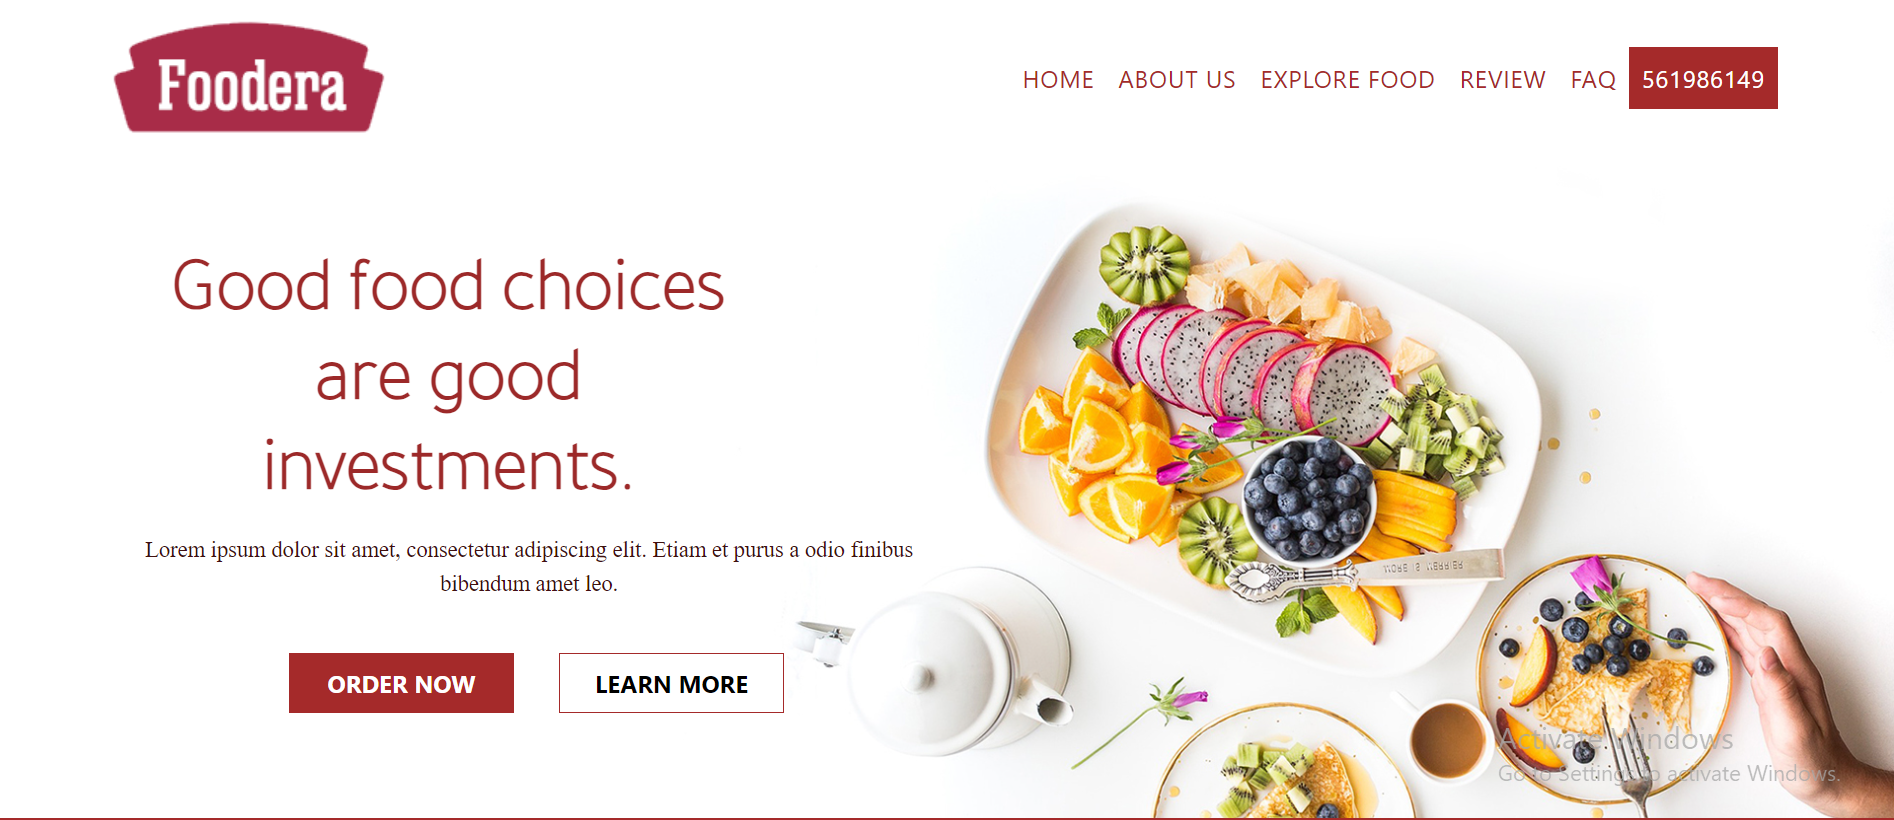 Foodera
HOME ABOUT US EXPLORE FOOD REVIEW FAQ 561986149
Good food choices
are good
investments.
Lorem ipsum dolor sit amet, consectetur adipiscing elit. Etiam et purus a odio finibus
bibendum amet leo.
ORDER NOW LEARN MORE
Activate Windows
Go to Settings to activate Windows.